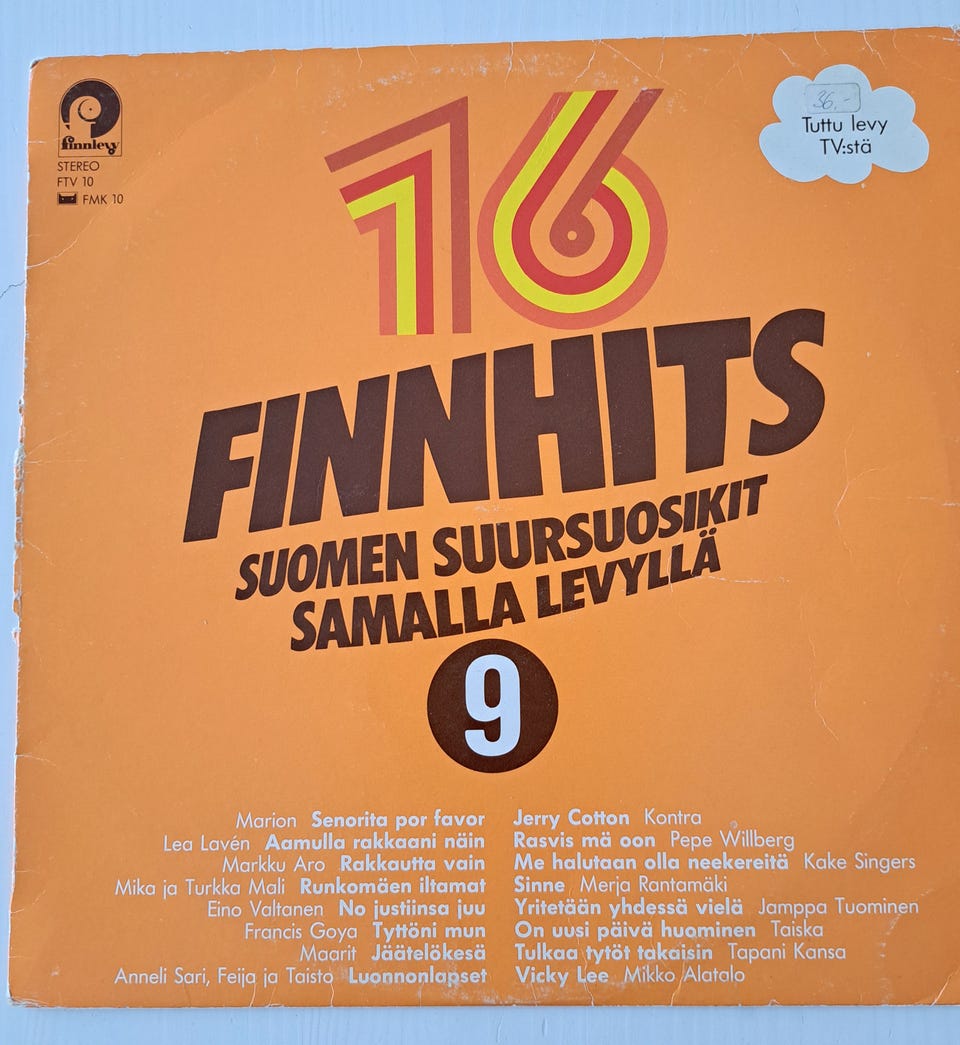 finnlevy
STEREO
FTV 10
FMK 10
16
36,-
Tuttu levy
TV:stä
FINNHITS
SUOMEN SUURSUOSIKIT
SAMALLA LEVYLLÄ
9
Marion Senorita por favor
Lea Lavén Aamulla rakkaani näin
Markku Aro Rakkautta vain
Mika ja Turkka Mali Runkomäen iltamat
Eino Valtanen No justiinsa juu
Francis Goya Tyttöni mun
Maarit Jäätelökesä
Anneli Sari, Feija ja Taisto Luonnonlapset
Jerry Cotton Kontra
Rasvis mä oon Pepe Willberg
Me halutaan olla neekereitä Kake Singers
Sinne Merja Rantamäki
Yritetään yhdessä vielä Jamppa Tuominen
On uusi päivä huominen Taiska
Tulkaa tytöt takaisin Tapani Kansa
Vicky Lee Mikko Alatalo